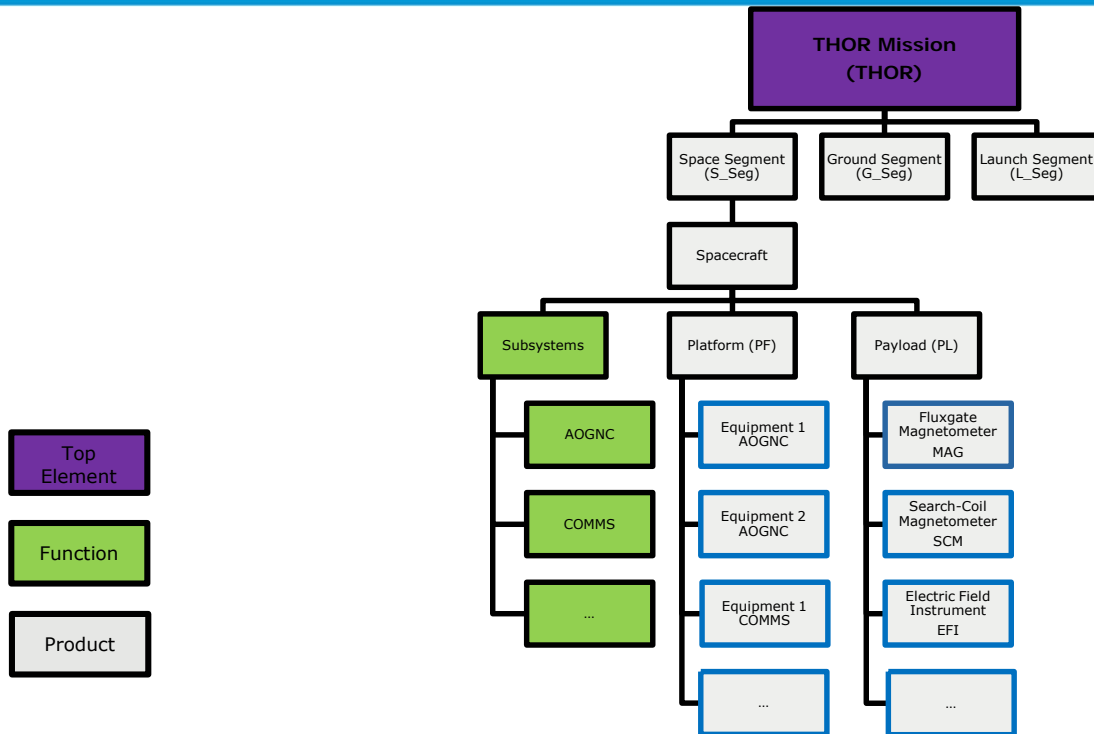 THOR Mission
(THOR)
Space Segment
(S_Seg)
Ground Segment
(G_Seg)
Launch Segment
(L_Seg)
Spacecraft
Subsystems
Platform (PF)
Payload (PL)
AOGNC
Equipment 1
AOGNC
Fluxgate
Magnetometer
MAG
COMMS
Equipment 2
AOGNC
Search-Coil
Magnetometer
SCM
…
Equipment 1
COMMS
Electric Field
Instrument
EFI
…
…
Top
Element
Function
Product